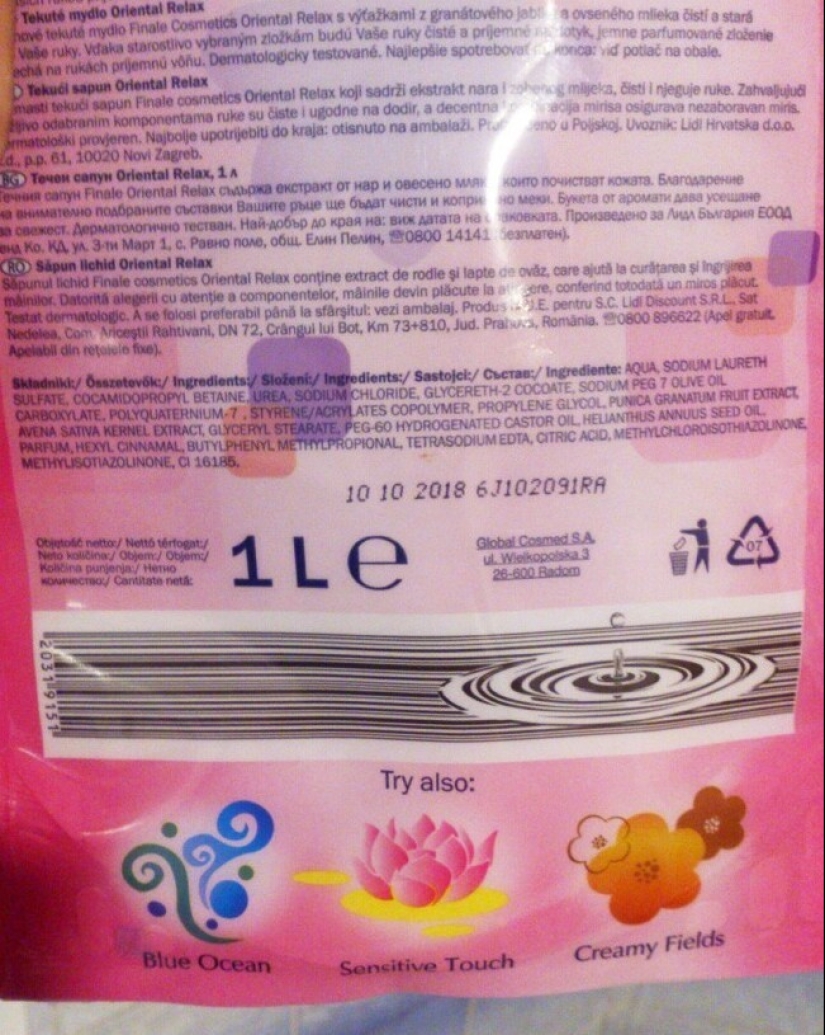 Tekuté mydlo Oriental Relax
nové tekuté mydlo Finale Cosmetics Oriental Relax s výťažkami z granátového a ovseného mlieka čistí a stará
Vaše ruky. Vďaka starostlivo vybraným zložkám budú Vaše ruky čisté a príjemné na dotyk, jemne parfumované zloženie
echá na rukách príjemnú vôňu. Dermatologicky testované. Najlepšie spotrebovať do konca: viď potlač na obale.
Tekući sapun Oriental Relax
masti tekući sapun Finale cosmetics Oriental Relax koji sadrži ekstrakt nara i zobenog mlijeka, čisti i njeguje ruke. Zahvaljujući
žljivo odabranim komponentama ruke su čiste i ugodne na dodir, a decentna mirisa osigurava nezaboravan miris.
ermatološki provjeren. Najbolje upotrijebiti do kraja: otisnuto na ambalaži. u Poljskoj. Uvoznik: Lidl Hrvatska d.o.o.
d., p.p. 61, 10020 Novi Zagreb.
BG Течен сапун Oriental Relax, 1 л
Течния сапун Finale Oriental Relax съдържа екстракт от нар и овесено които почистват кожата. Благодарение
на внимателно подбраните съставки Вашите ръце ще бъдат чисти и меки. Букета от аромати дава усещане
за свежест. Дерматологично тестван. Най-добър до края на: виж датата на опаковката. Произведено за Лидл България ЕООД
енд Ко. КД, ул. 3-ти Март 1, с. Равно поле, общ. Елин Пелин, ☎0800 14141 безплатен).
RO Săpun lichid Oriental Relax
Săpunul lichid Finale cosmetics Oriental Relax conține extract de rodie și lapte de ovăz, care ajută la curățarea și îngrijirea
mâinilor. Datorită alegerii cu atenție a componentelor, mâinile devin plăcute la atingere, conferind totodată un miros plăcut.
Testat dermatologic. A se folosi preferabil până la sfârșitul: vezi ambalaj. Produs pentru S.C. Lidl Discount S.R.L., Sat
Nedelea, Com. Aricești Rahtivani, DN 72, Crângul lui Bot, Km 73+810, Jud. Prahova, România. ☎0800 896622 (Apel gratuit.
Apelabil din rețelele fixe).
Składniki:/ Összetevők:/ Ingredients:/ Složení:/ Ingredients:/ Sastojci:/ Състав:/ Ingrediente: AQUA, SODIUM LAURETH
SULFATE, COCAMIDOPROPYL BETAINE, UREA, SODIUM CHLORIDE, GLYCERETH-2 COCOATE, SODIUM PEG 7 OLIVE OIL
CARBOXYLATE, POLYQUATERNIUM-7 , STYRENE/ACRYLATES COPOLYMER, PROPYLENE GLYCOL, PUNICA GRANATUM FRUIT EXTRACT,
AVENA SATIVA KERNEL EXTRACT, GLYCERYL STEARATE, PEG-60 HYDROGENATED CASTOR OIL, HELIANTHUS ANNUUS SEED OIL,
PARFUM, HEXYL CINNAMAL, BUTYLPHENYL METHYLPROPIONAL, TETRASODIUM EDTA, CITRIC ACID, METHYLCHLOROISOTHIAZOLINONE,
METHYLISOTIAZOLINONE, CI 16185.
10 10 2018 6J102091RA
Objętość netto:/ Nettó térfogat:/
Neto količina:/ Objem:/ Objem:/
Količina punjenja:/ Нетно
количество:/ Cantitate netă:
1 L e
Global Cosmed S.A.
ul. Wielkopolska 3
26-600 Radom
07
20319151
Try also:
Blue Ocean
Sensitive Touch
Creamy Fields